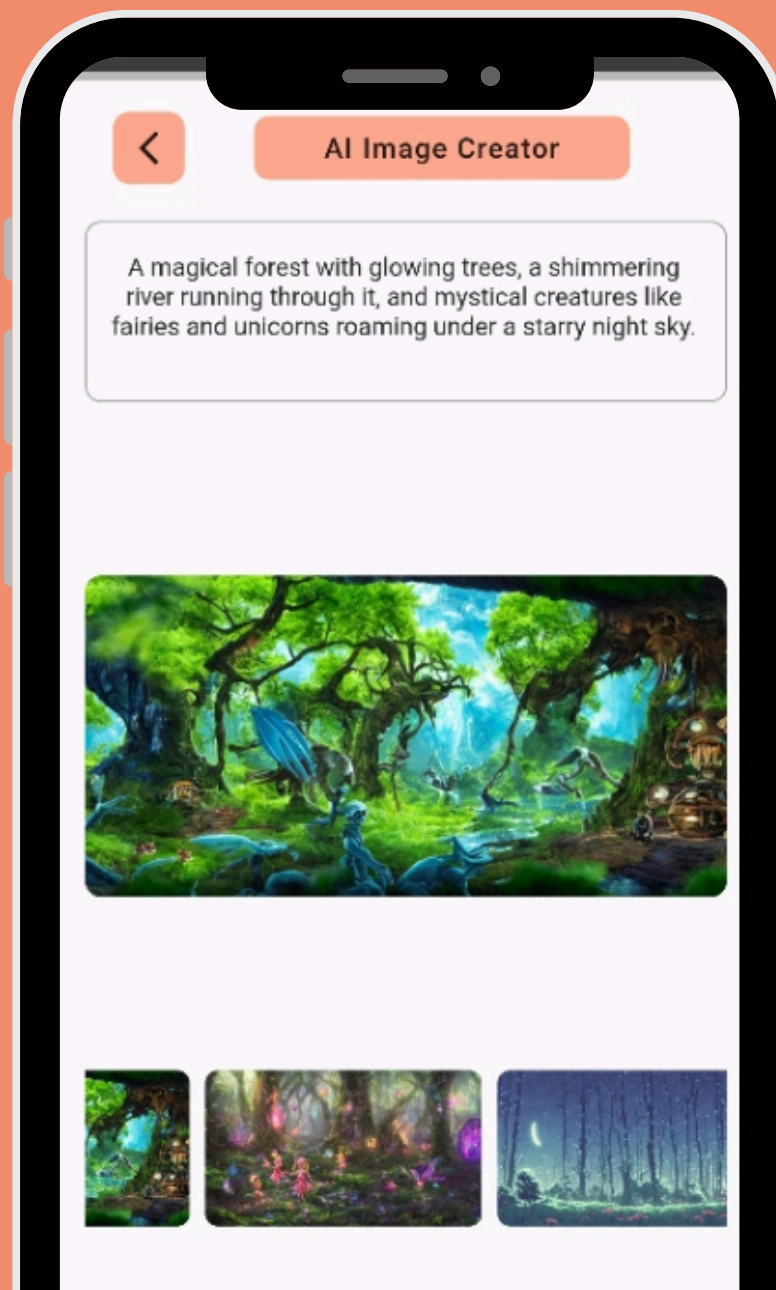 AI Image Creator
A magical forest with glowing trees, a shimmering
river running through it, and mystical creatures like
fairies and unicorns roaming under a starry night sky.